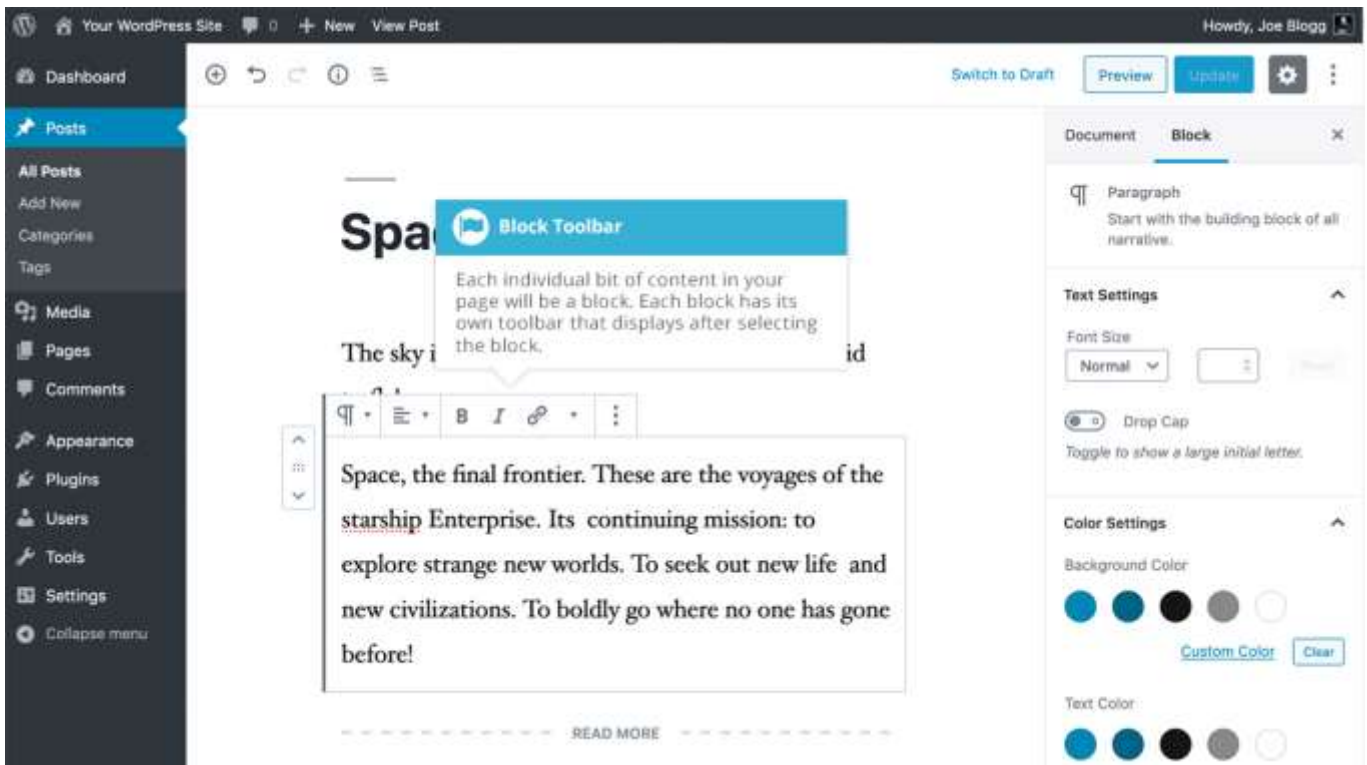 Your WordPress Site 0 + New View Post Howdy, Joe Blogg
Dashboard
Posts
All Posts
Add New
Categories
Tags
Media
Pages
Comments
Appearance
Plugins
Users
Tools
Settings
Collapse menu
Switch to Draft Preview Update
Spa
Block Toolbar
Each individual bit of content in your
page will be a block. Each block has its
own toolbar that displays after selecting
the block.
The sky i id
B I
Space, the final frontier. These are the voyages of the
starship Enterprise. Its continuing mission: to
explore strange new worlds. To seek out new life and
new civilizations. To boldly go where no one has gone
before!
READ MORE
Document Block
Paragraph
Start with the building block of all
narrative.
Text Settings
Font Size
Normal
Drop Cap
Toggle to show a large initial letter.
Color Settings
Background Color
Custom Color Clear
Text Color